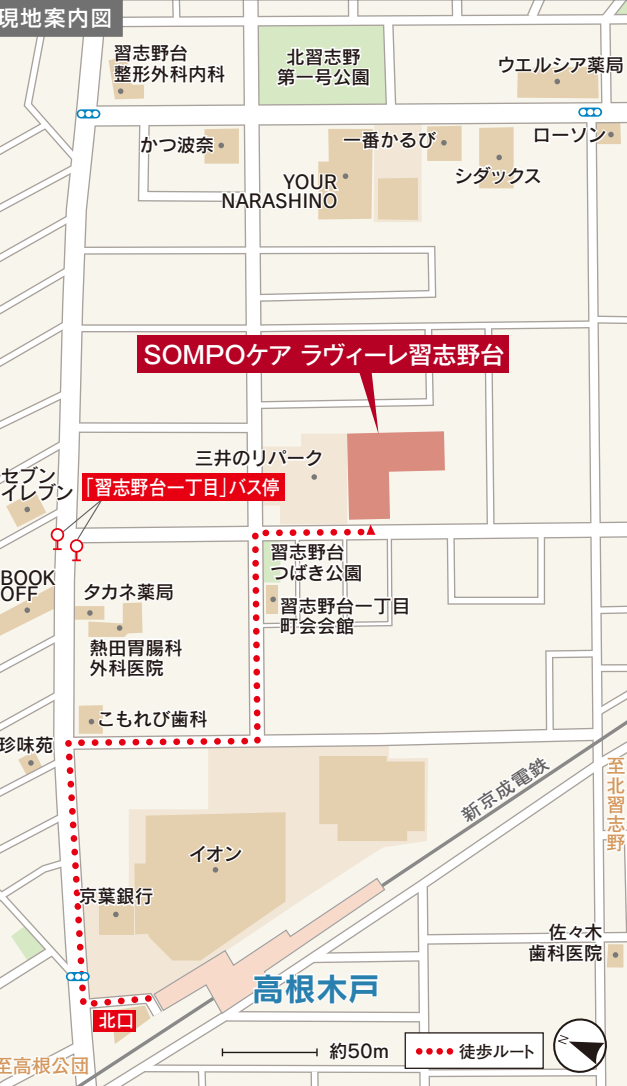 現地案内図
習志野台
整形外科内科
北習志野
第一号公園
ウエルシア薬局
かつ波奈
一番かるび
ローソン
シダックス
YOUR
NARASHINO
SOMPOケア ラヴィーレ習志野台
三井のリパーク
セブン
イレブン
「習志野台一丁目」バス停
BOOK
OFF
タカネ薬局
習志野台
つばき公園
習志野台一丁目
町会会館
熱田胃腸科
外科医院
こもれび歯科
珍味苑
新京成電鉄
至北習志野
イオン
京葉銀行
佐々木
歯科医院
高根木戸
北口
至高根公団
約50m
徒歩ルート
N